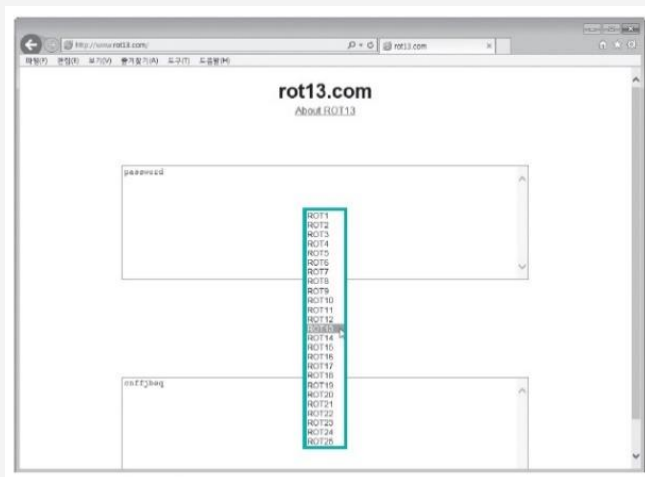 http://www.rot13.com/
rot13.com
파일(F) 편집(E) 보기(V) 즐겨찾기(A) 도구(T) 도움말(H)
rot13.com
About ROT13
password
ROT1
ROT2
ROT3
ROT4
ROT5
ROT6
ROT7
ROT8
ROT9
ROT10
ROT11
ROT12
ROT13
ROT14
ROT15
ROT16
ROT17
ROT18
ROT19
ROT20
ROT21
ROT22
ROT23
ROT24
ROT25
cnffjbeq